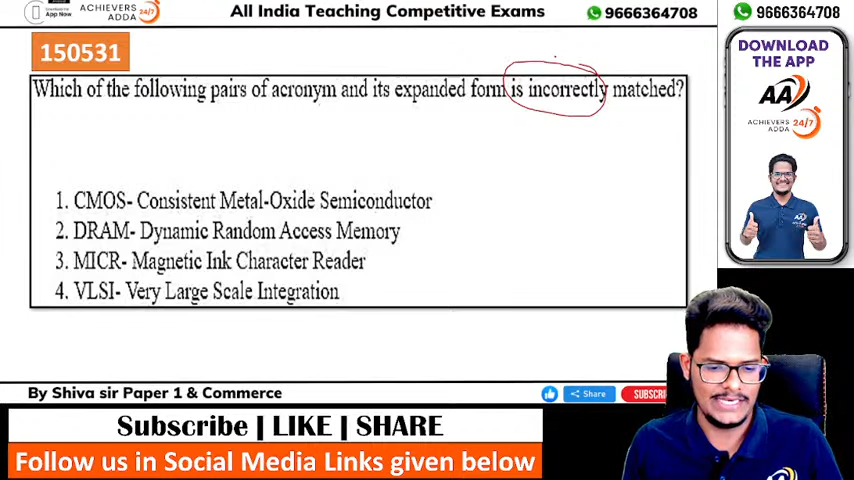 App Now
ACHIEVERS
ADDA 24/7
All India Teaching Competitive Exams
9666364708
9666364708
150531
Which of the following pairs of acronym and its expanded form is incorrectly matched?
1. CMOS- Consistent Metal-Oxide Semiconductor
2. DRAM- Dynamic Random Access Memory
3. MICR- Magnetic Ink Character Reader
4. VLSI- Very Large Scale Integration
DOWNLOAD
THE APP
AA
ACHIEVERS
ADDA 24/7
AA
By Shiva sir Paper 1 & Commerce
Share
Subscribe | LIKE | SHARE
Follow us in Social Media Links given below